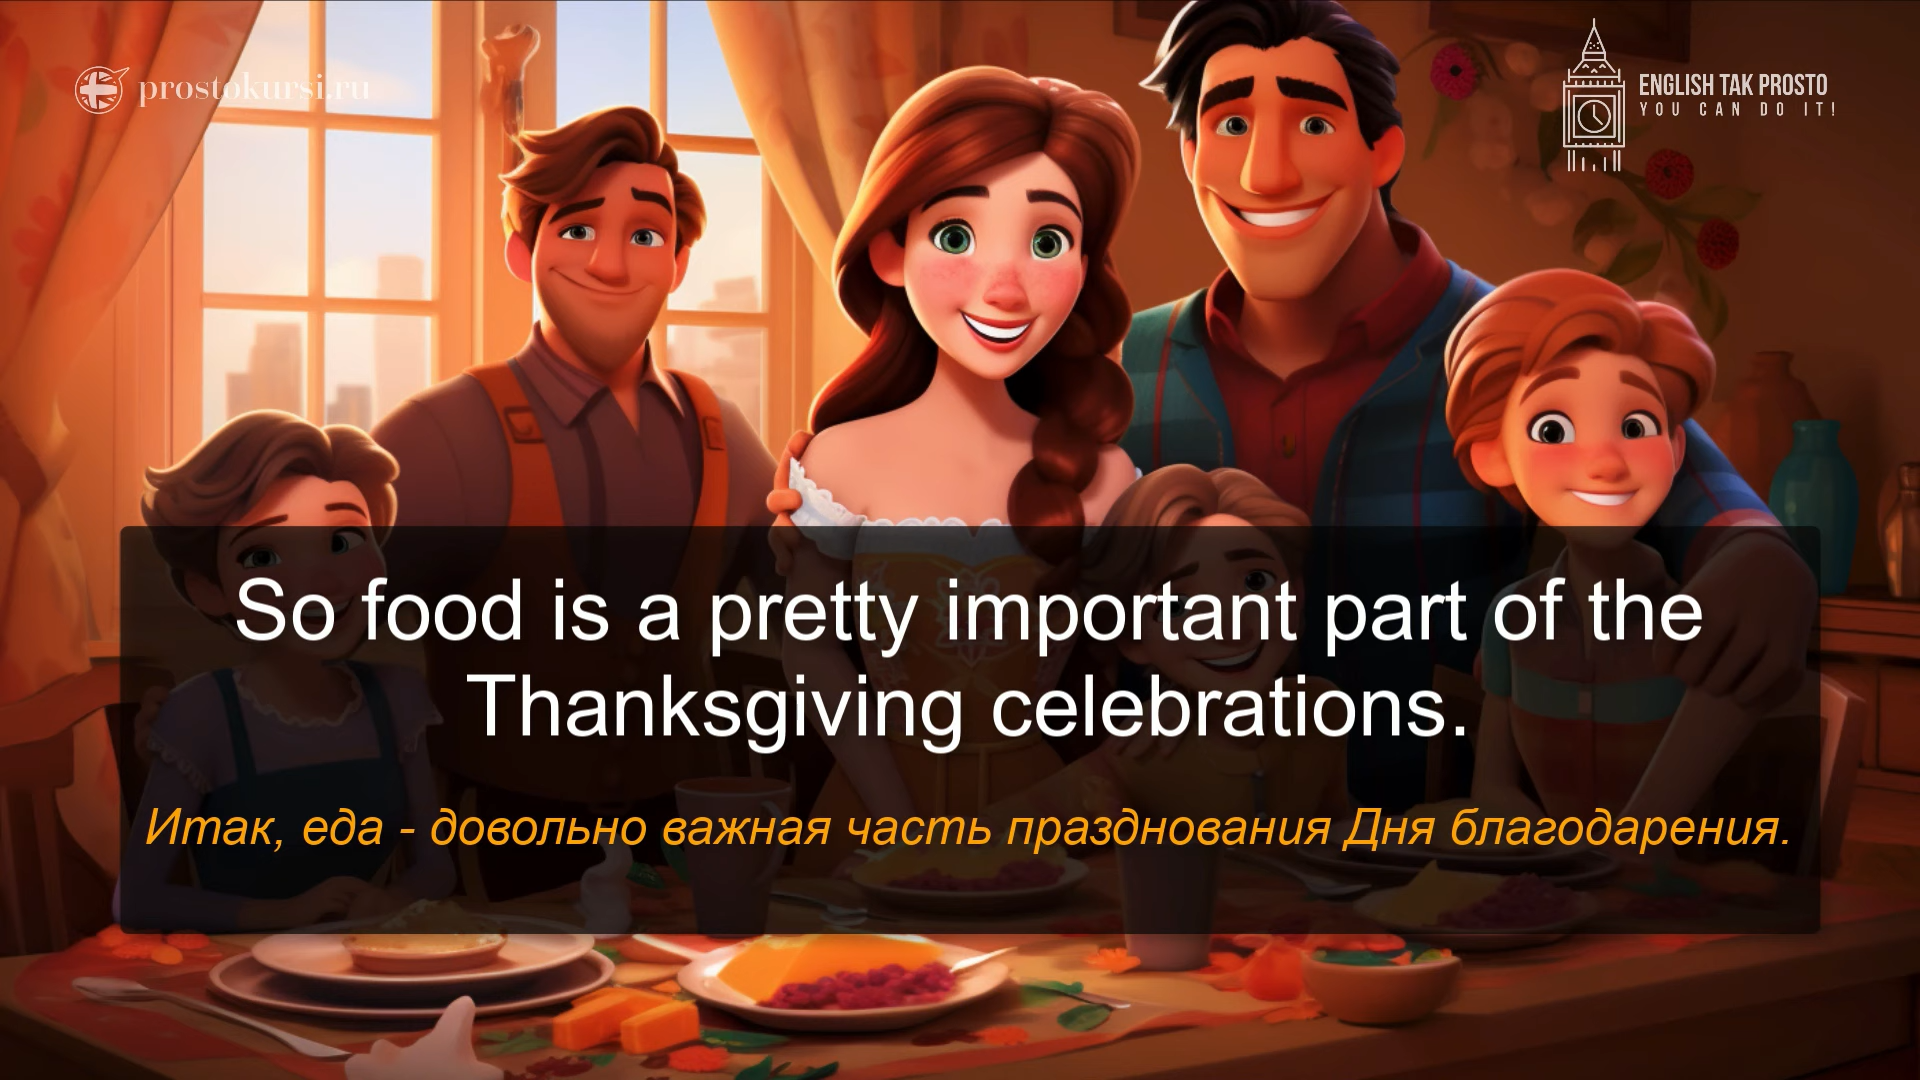 prostokursi.ru
ENGLISH TAK PROSTO
YOU CAN DO IT!
So food is a pretty important part of the
Thanksgiving celebrations.
Итак, еда - довольно важная часть празднования Дня благодарения.